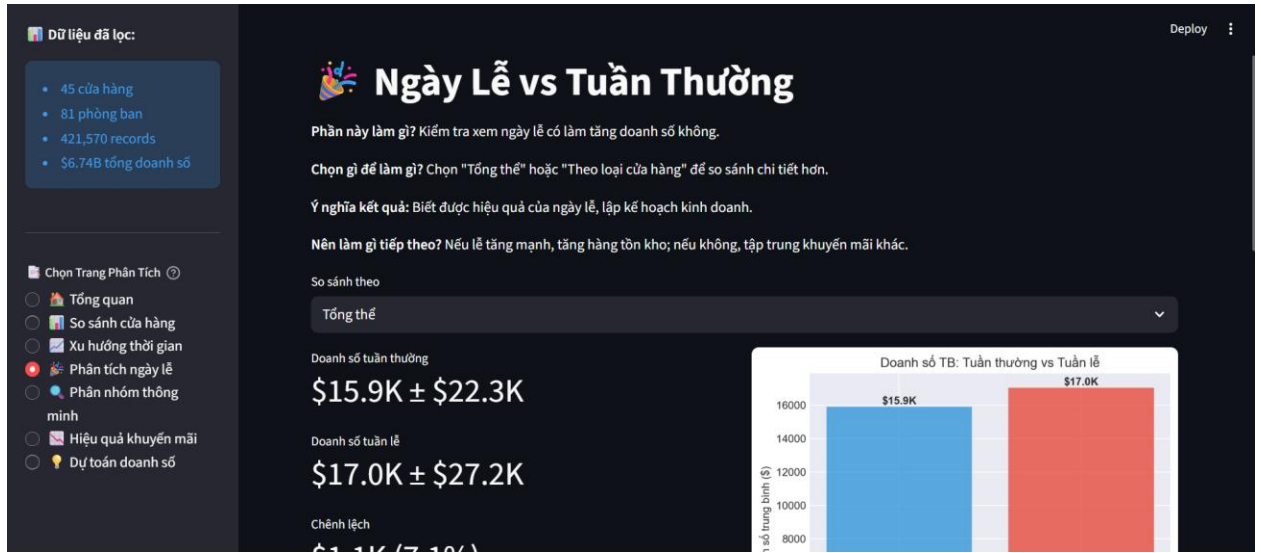 Dữ liệu đã lọc:
45 cửa hàng
81 phòng ban
421,570 records
$6.74B tổng doanh số
Chọn Trang Phân Tích
Tổng quan
So sánh cửa hàng
Xu hướng thời gian
Phân tích ngày lễ
Phân nhóm thông
minh
Hiệu quả khuyến mãi
Dự toán doanh số
Deploy
Ngày Lễ vs Tuần Thường
Phần này làm gì? Kiểm tra xem ngày lễ có làm tăng doanh số không.
Chọn gì để làm gì? Chọn "Tổng thể" hoặc "Theo loại cửa hàng" để so sánh chi tiết hơn.
Ý nghĩa kết quả: Biết được hiệu quả của ngày lễ, lập kế hoạch kinh doanh.
Nên làm gì tiếp theo? Nếu lễ tăng mạnh, tăng hàng tồn kho; nếu không, tập trung khuyến mãi khác.
So sánh theo
Tổng thể
Doanh số tuần thường
$15.9K ± $22.3K
Doanh số tuần lễ
$17.0K ± $27.2K
Chênh lệch
$1.1K (7.1%)
Doanh số TB: Tuần thường vs Tuần lễ
$15.9K
$17.0K
16000
14000
12000
10000
8000
số trung bình ($)